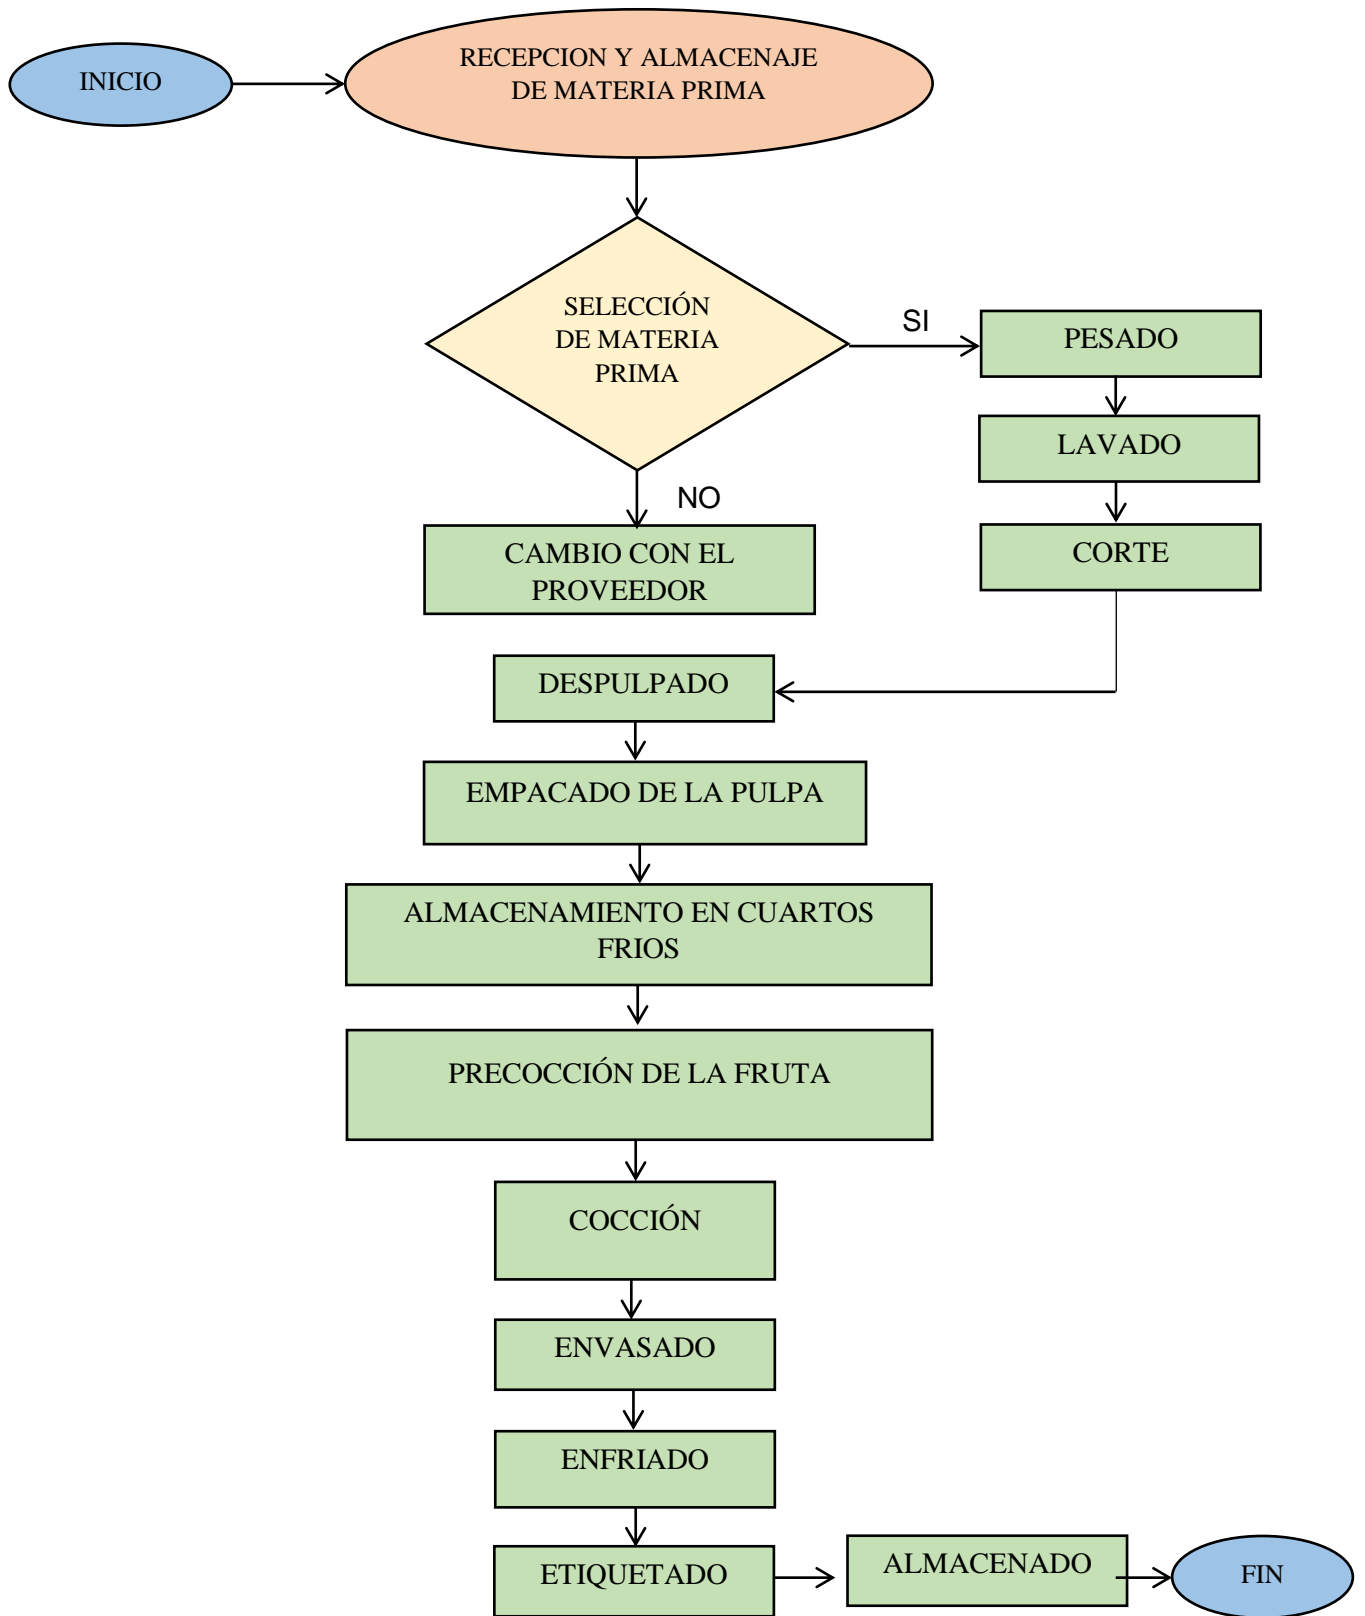 INICIO
RECEPCION Y ALMACENAJE
DE MATERIA PRIMA
SELECCIÓN
DE MATERIA
PRIMA
SI
PESADO
LAVADO
CORTE
NO
CAMBIO CON EL
PROVEEDOR
DESPULPADO
EMPACADO DE LA PULPA
ALMACENAMIENTO EN CUARTOS
FRIOS
PRECOCCIÓN DE LA FRUTA
COCCIÓN
ENVASADO
ENFRIADO
ETIQUETADO
ALMACENADO
FIN